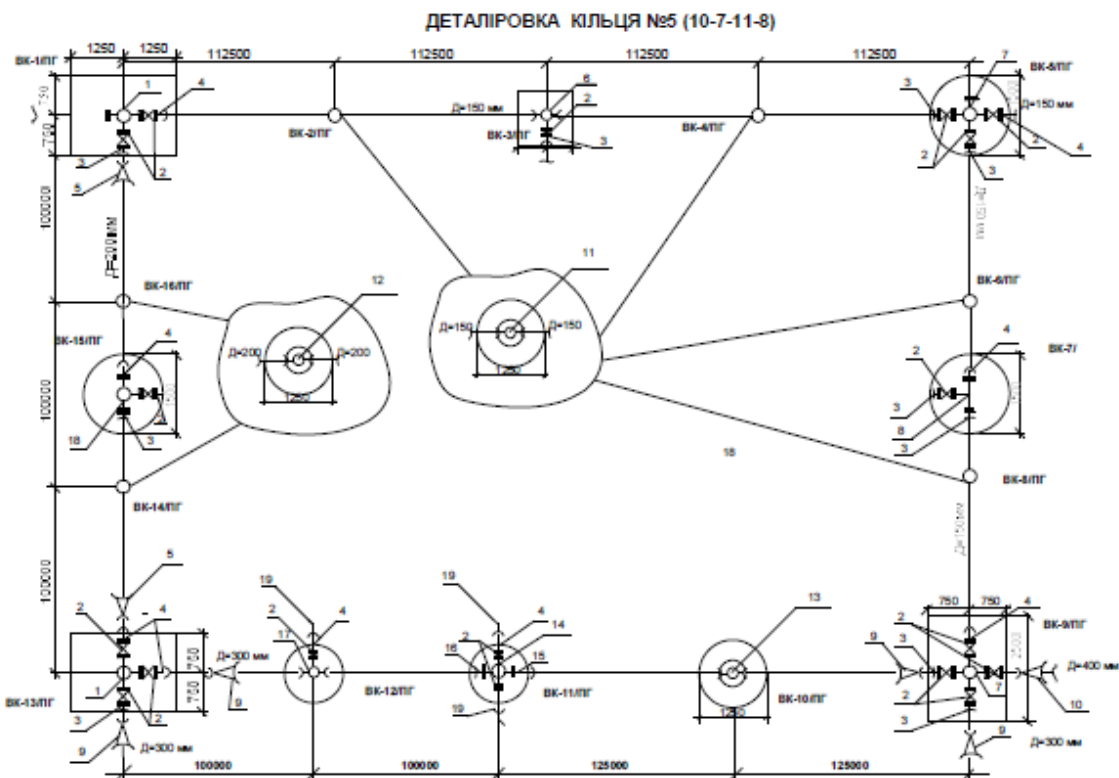 ДЕТАЛІРОВКА КІЛЬЦЯ №5 (10-7-11-8)
1250 1250 112500 112500 112500 112500
ВК-1/ПГ 1 4 6 7 ВК-5/ПГ
750 Д=150 мм 2 3 Д=150 мм
750 ВК-2/ПГ ВК-3/ПГ 3 ВК-4/ПГ 2 2 4
3 2 3
5
100000 Д=200мм Д=150 мм
12 11
ВК-16/ПГ ВК-6/ПГ
ВК-15/ПГ 4 Д=200 Д=200 Д=150 Д=150 4 ВК-7/
1250 1250 2
100000 3
18 3 8
3
18
ВК-14/ПГ ВК-8/ПГ
Д=150мм
100000
5 19 19 13 750 750 4
2 4 2 4 2 4 2 ВК-9/ПГ
Д=300 мм 750 17 2 14 9 3 2500 Д=400 мм
16 15
1 750 ВК-12/ПГ ВК-11/ПГ ВК-10/ПГ 7
ВК-13/ПГ 2 9 2 10
3 19 1250 3
9 Д=300 мм 9 Д=300 мм
100000 100000 125000 125000